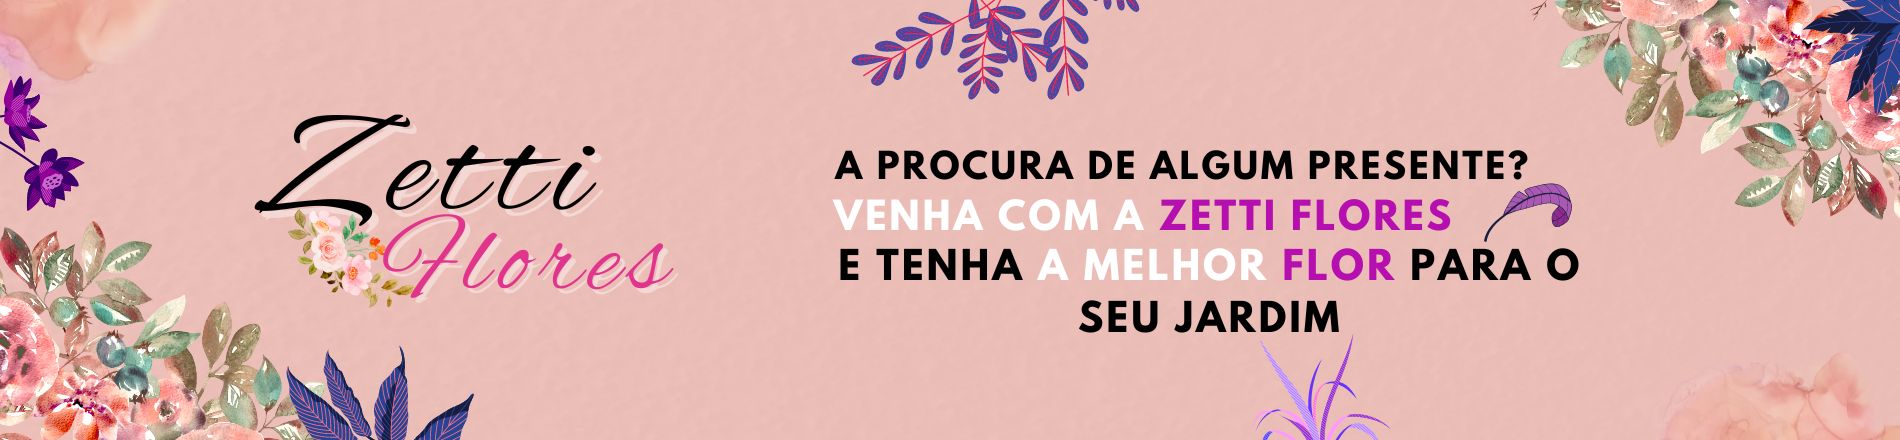 Zetti
Flores
A PROCURA DE ALGUM PRESENTE?
VENHA COM A ZETTI FLORES
E TENHA A MELHOR FLOR PARA O
SEU JARDIM